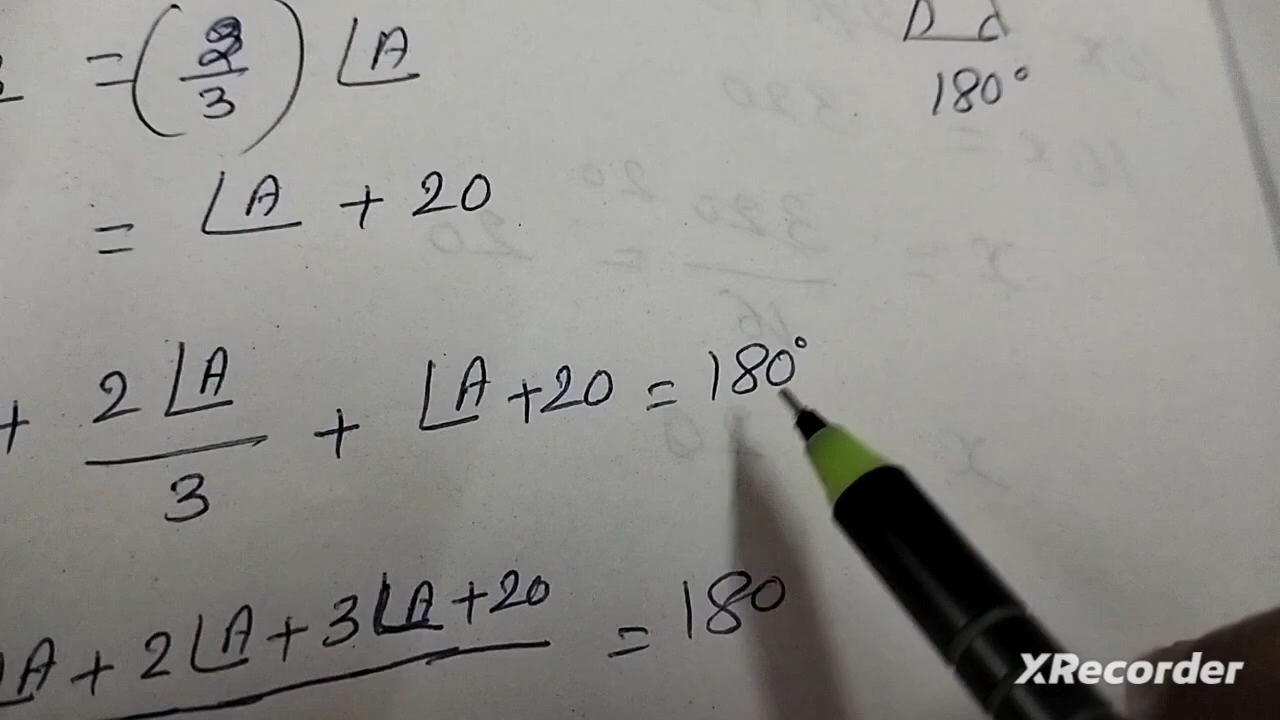 = (2/3) ∠A
180°
= ∠A + 20
+ 2∠A/3 + ∠A + 20 = 180°
∠A + 2∠A + 3∠A + 20 = 180
XRecorder